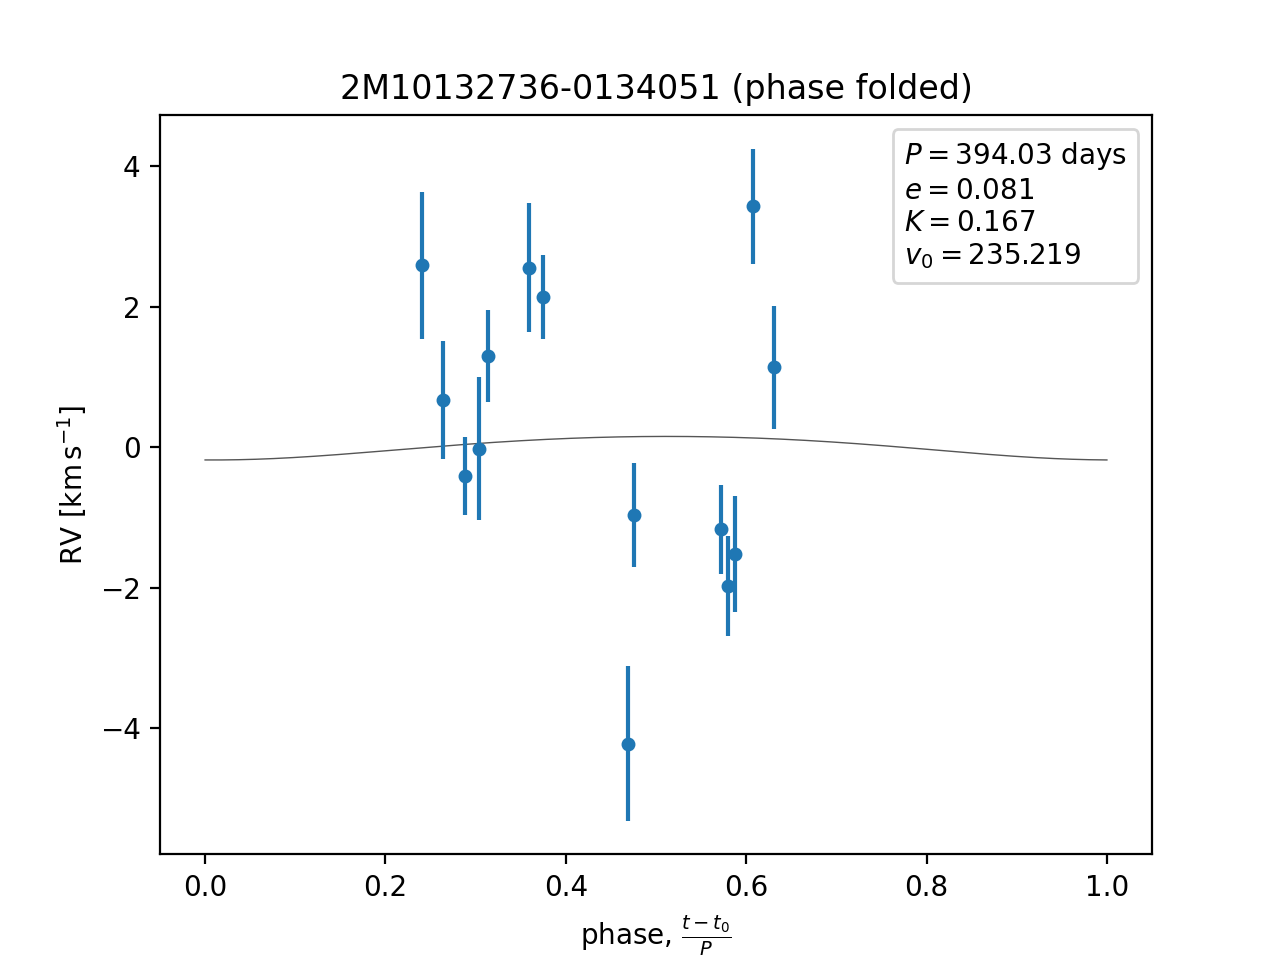 2M10132736-0134051 (phase folded)
P = 394.03 days
e = 0.081
K = 0.167
v₀ = 235.219
4
2
0
−2
−4
RV [km s⁻¹]
0.0 0.2 0.4 0.6 0.8 1.0
phase, (t − t₀)/P